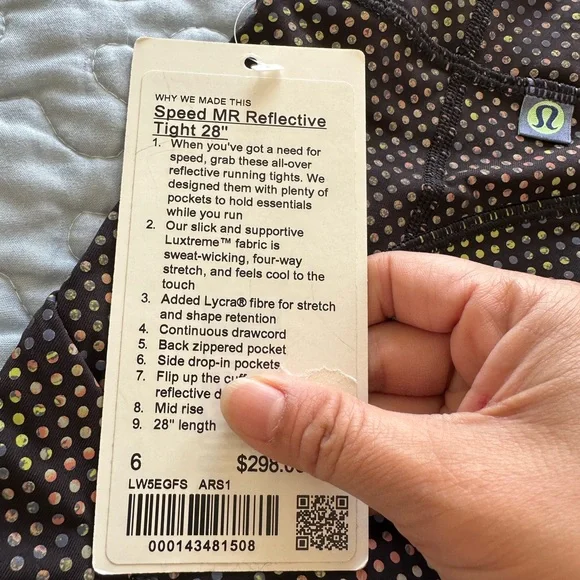 WHY WE MADE THIS
Speed MR Reflective
Tight 28"
1. When you've got a need for
speed, grab these all-over
reflective running tights. We
designed them with plenty of
pockets to hold essentials
while you run
2. Our slick and supportive
Luxtreme™ fabric is
sweat-wicking, four-way
stretch, and feels cool to the
touch
3. Added Lycra® fibre for stretch
and shape retention
4. Continuous drawcord
5. Back zippered pocket
6. Side drop-in pockets
7. Flip up the
reflective
8. Mid rise
9. 28" length
6 $298.
LW5EGFS ARS1
000143481508